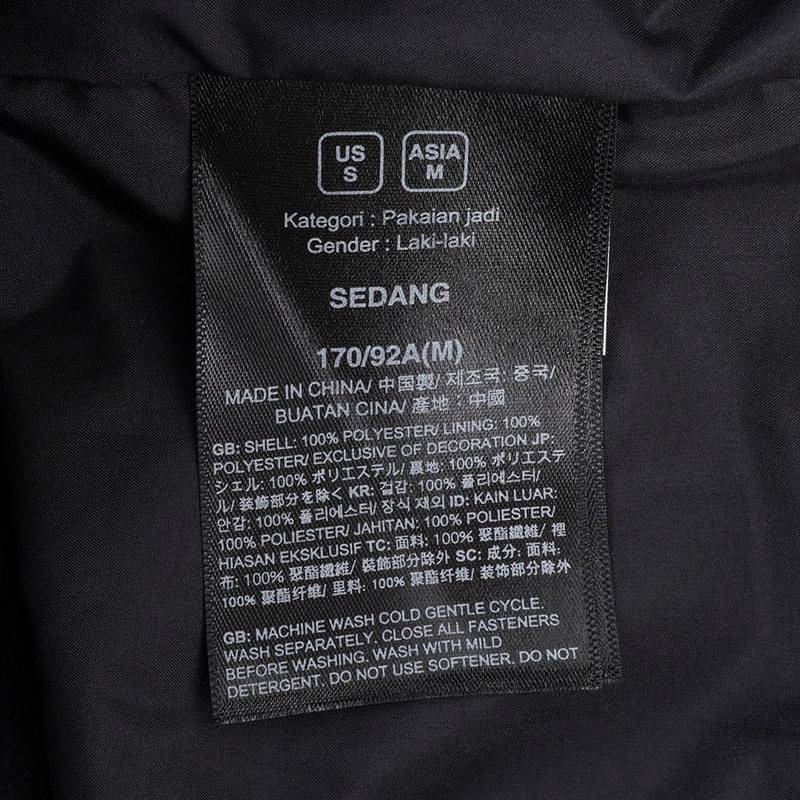 US
S
ASIA
M
Kategori : Pakaian jadi
Gender : Laki-laki
SEDANG
170/92A(M)
MADE IN CHINA/ 中国製/ 제조국: 중국/
BUATAN CINA/ 產地: 中國
GB: SHELL: 100% POLYESTER/ LINING: 100%
POLYESTER/ EXCLUSIVE OF DECORATION JP:
シェル: 100% ポリエステル/ 裏地: 100% ポリエステ
ル/ 装飾部分を除く KR: 겉감: 100% 폴리에스터/
안감: 100% 폴리에스터/ 장식 제외 ID: KAIN LUAR:
100% POLIESTER/ JAHITAN: 100% POLIESTER/
HIASAN EKSKLUSIF TC: 面料: 100% 聚酯纖維/ 裡
布: 100% 聚酯纖維/ 裝飾部分除外 SC: 成分: 面料:
100% 聚酯纤维/ 里料: 100% 聚酯纤维/ 装饰部分除外
GB: MACHINE WASH COLD GENTLE CYCLE.
WASH SEPARATELY. CLOSE ALL FASTENERS
BEFORE WASHING. WASH WITH MILD
DETERGENT. DO NOT USE SOFTENER. DO NOT